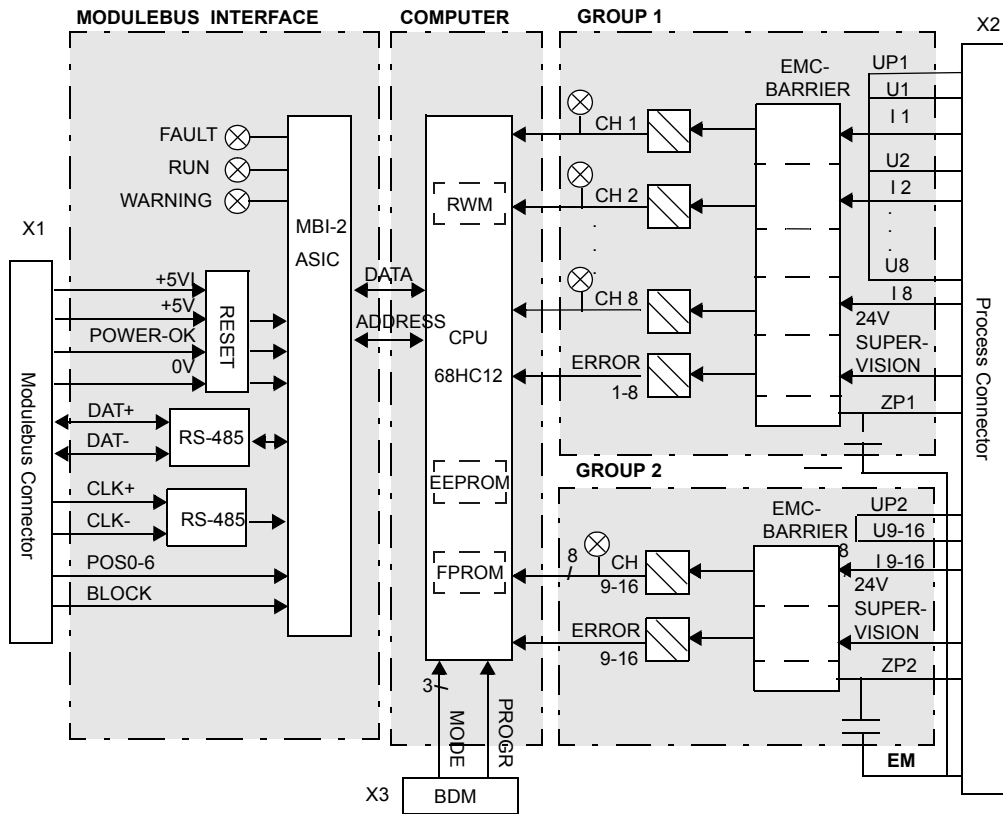 MODULEBUS INTERFACE
COMPUTER
GROUP 1
X2
EMC-
BARRIER
UP1
U1
I 1
U2
I 2
U8
I 8
24V
SUPER-
VISION
ZP1
Process Connector
CH 1
CH 2
CH 8
ERROR
1-8
FAULT
RUN
WARNING
X1
MBI-2
ASIC
+5VI
+5V
POWER-OK
0V
RESET
DAT+
DAT-
RS-485
CLK+
CLK-
RS-485
POS0-6
BLOCK
Modulebus Connector
DATA
ADDRESS
RWM
CPU
68HC12
EEPROM
FPROM
GROUP 2
EMC-
BARRIER
UP2
U9-16
8
I 9-16
24V
SUPER-
VISION
ZP2
8
/
CH
9-16
ERROR
9-16
EM
3
MODE
PROGR
X3
BDM